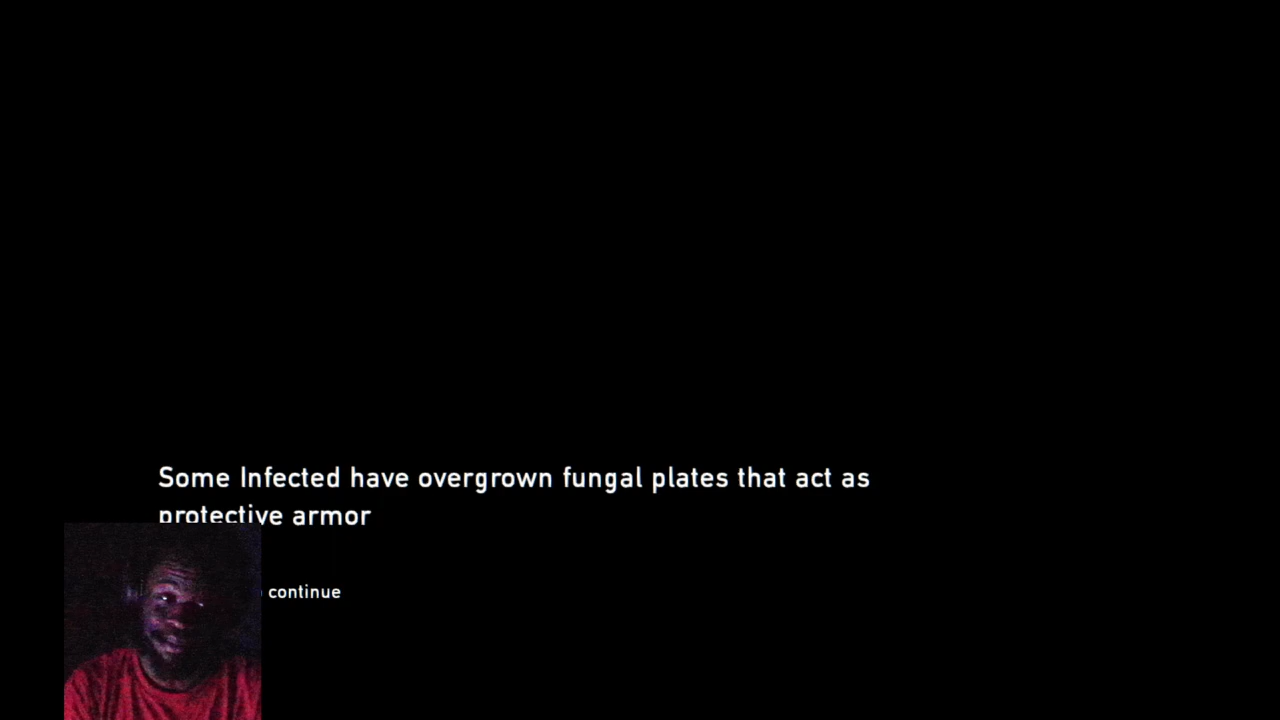 Some Infected have overgrown fungal plates that act as
protective armor
continue